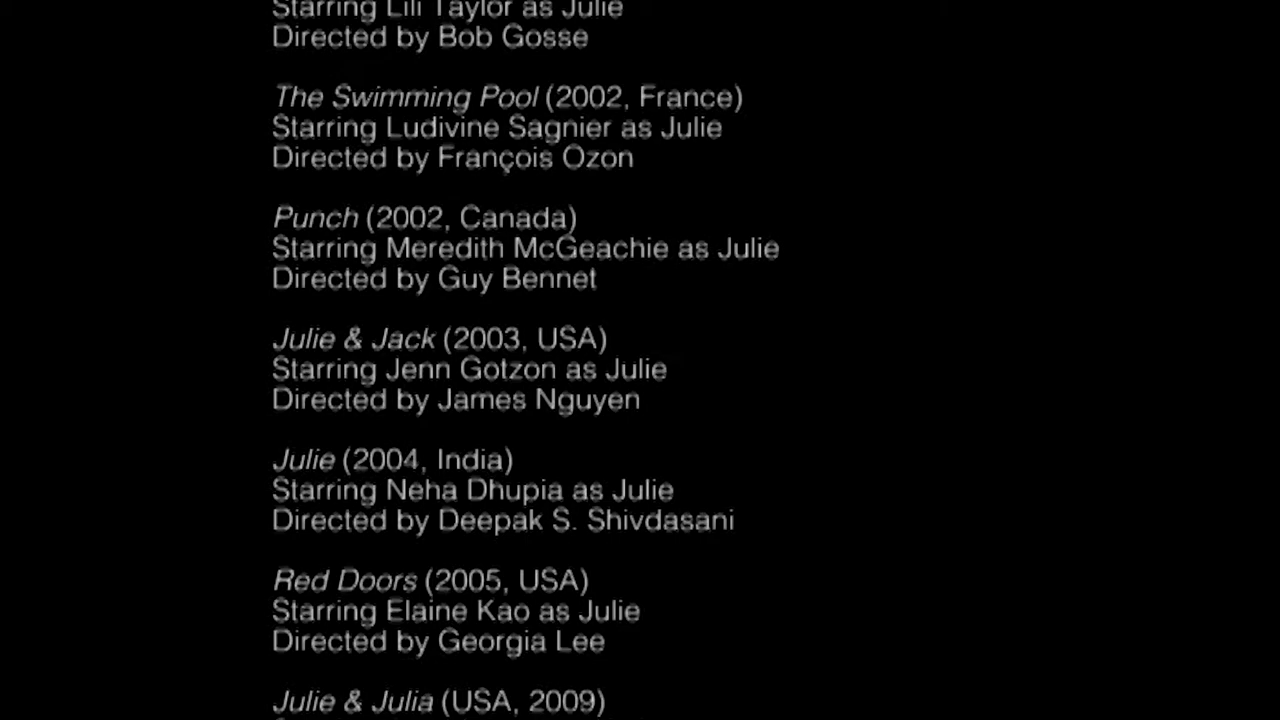 Starring Lili Taylor as Julie
Directed by Bob Gosse
The Swimming Pool (2002, France)
Starring Ludivine Sagnier as Julie
Directed by François Ozon
Punch (2002, Canada)
Starring Meredith McGeachie as Julie
Directed by Guy Bennet
Julie & Jack (2003, USA)
Starring Jenn Gotzon as Julie
Directed by James Nguyen
Julie (2004, India)
Starring Neha Dhupia as Julie
Directed by Deepak S. Shivdasani
Red Doors (2005, USA)
Starring Elaine Kao as Julie
Directed by Georgia Lee
Julie & Julia (USA, 2009)